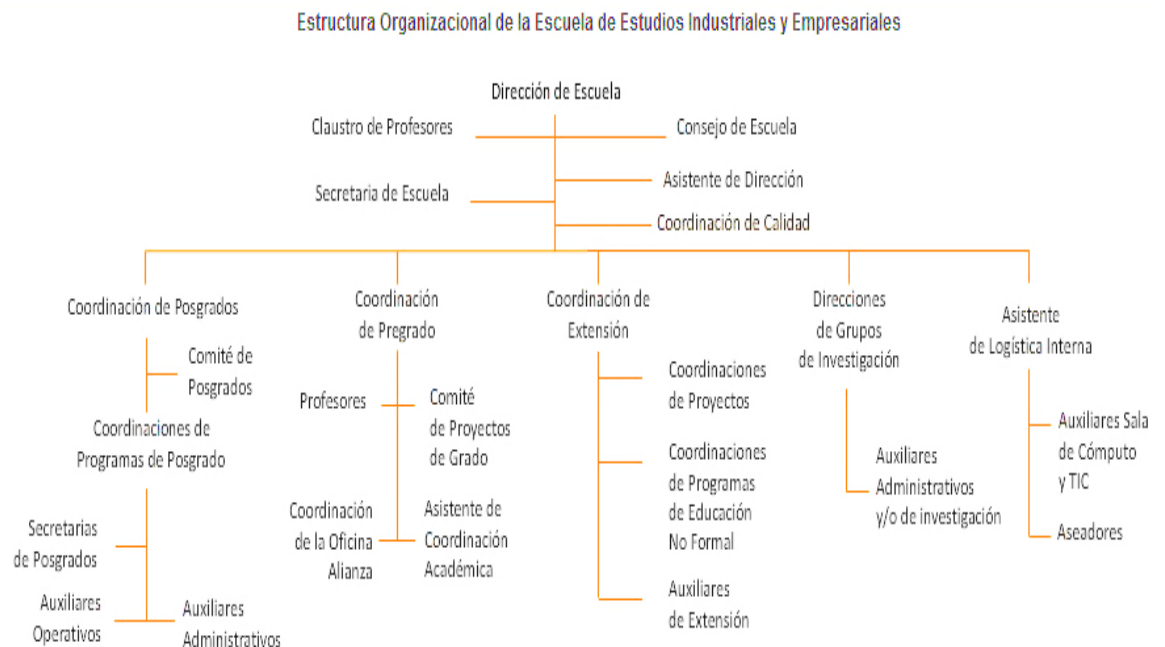 Estructura Organizacional de la Escuela de Estudios Industriales y Empresariales
Dirección de Escuela
Claustro de Profesores
Consejo de Escuela
Asistente de Dirección
Secretaria de Escuela
Coordinación de Calidad
Coordinación de Posgrados
Comité de
Posgrados
Coordinaciones de
Programas de Posgrado
Secretarias
de Posgrados
Auxiliares
Operativos
Auxiliares
Administrativos
Coordinación
de Pregrado
Profesores
Comité
de Proyectos
de Grado
Coordinación
de la Oficina
Alianza
Asistente de
Coordinación
Académica
Coordinación de
Extensión
Coordinaciones
de Proyectos
Coordinaciones
de Programas
de Educación
No Formal
Auxiliares
de Extensión
Direcciones
de Grupos
de Investigación
Auxiliares
Administrativos
y/o de investigación
Asistente
de Logística Interna
Auxiliares Sala
de Cómputo
y TIC
Aseadores